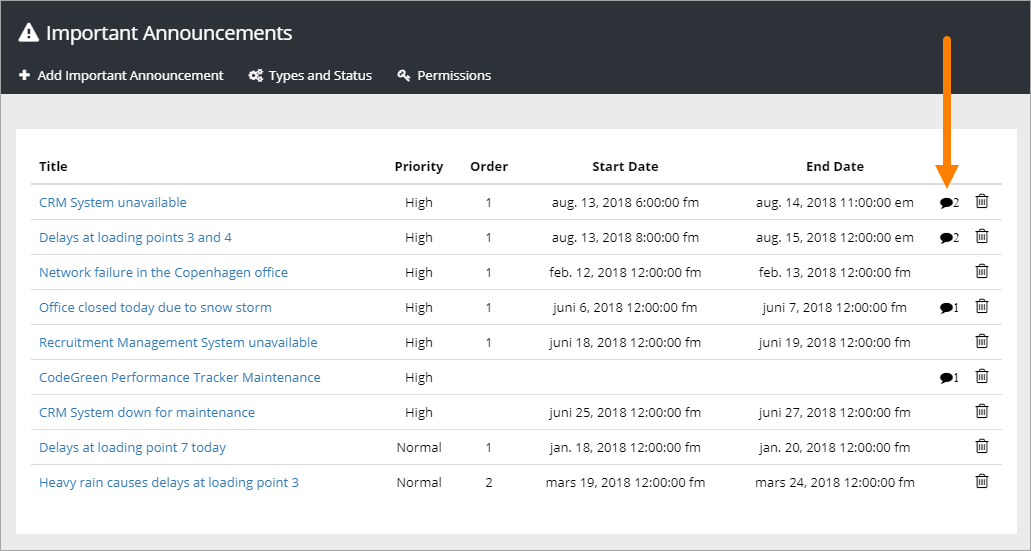 Important Announcements
Add Important Announcement Types and Status Permissions
Title Priority Order Start Date End Date
CRM System unavailable High 1 aug. 13, 2018 6:00:00 fm aug. 14, 2018 11:00:00 em 2
Delays at loading points 3 and 4 High 1 aug. 13, 2018 8:00:00 fm aug. 15, 2018 12:00:00 em 2
Network failure in the Copenhagen office High 1 feb. 12, 2018 12:00:00 fm feb. 13, 2018 12:00:00 fm
Office closed today due to snow storm High 1 juni 6, 2018 12:00:00 fm juni 7, 2018 12:00:00 fm 1
Recruitment Management System unavailable High 1 juni 18, 2018 12:00:00 fm juni 19, 2018 12:00:00 fm
CodeGreen Performance Tracker Maintenance High 1
CRM System down for maintenance High juni 25, 2018 12:00:00 fm juni 27, 2018 12:00:00 fm
Delays at loading point 7 today Normal 1 jan. 18, 2018 12:00:00 fm jan. 20, 2018 12:00:00 fm
Heavy rain causes delays at loading point 3 Normal 2 mars 19, 2018 12:00:00 fm mars 24, 2018 12:00:00 fm